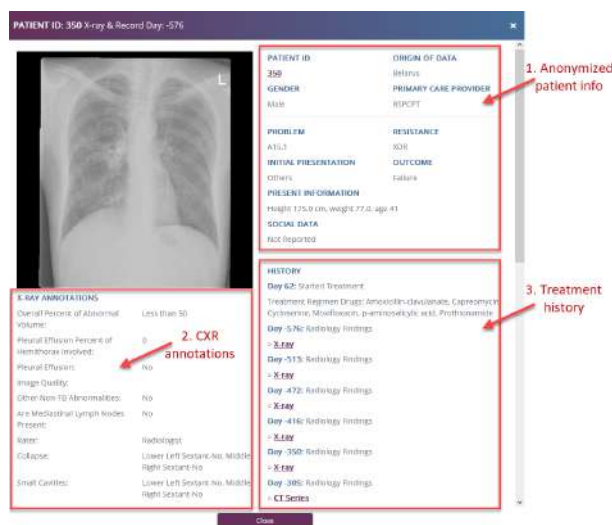 PATIENT ID: 350 X-ray & Record Day: -576
×
L
PATIENT ID
ORIGIN OF DATA
350
Belarus
GENDER
PRIMARY CARE PROVIDER
Male
RSPCPT
PROBLEM
RESISTANCE
A15.1
XDR
INITIAL PRESENTATION
OUTCOME
Others
Failure
PRESENT INFORMATION
Height 175.0 cm, weight 77.0, age 41
SOCIAL DATA
Not Reported
1. Anonymized
patient info
HISTORY
Day 62: Started Treatment
Treatment Regimen Drugs: Amoxicillin-clavulanate, Capreomycin
Cycloserine, Moxifloxacin, p-aminosalicylic acid, Prothionamide
Day -576: Radiology Findings
X-ray
Day -513: Radiology Findings
X-ray
Day -472: Radiology Findings
X-ray
Day -416: Radiology Findings
X-ray
Day -350: Radiology Findings
X-ray
Day -305: Radiology Findings
CT Series
3. Treatment
history
X-RAY ANNOTATIONS
Overall Percent of Abnormal
Volume:
Less than 50
Pleural Effusion Percent of
Hemithorax Involved:
0
Pleural Effusion:
No
Image Quality:
Other Non-TB Abnormalities:
No
Are Mediastinal Lymph Nodes
Present:
No
Rater:
Radiologist
Collapse:
Lower Left Sextant-No, Middle
Right Sextant-No
Small Cavities:
Lower Left Sextant-No, Middle
Right Sextant-No
2. CXR
annotations
Close